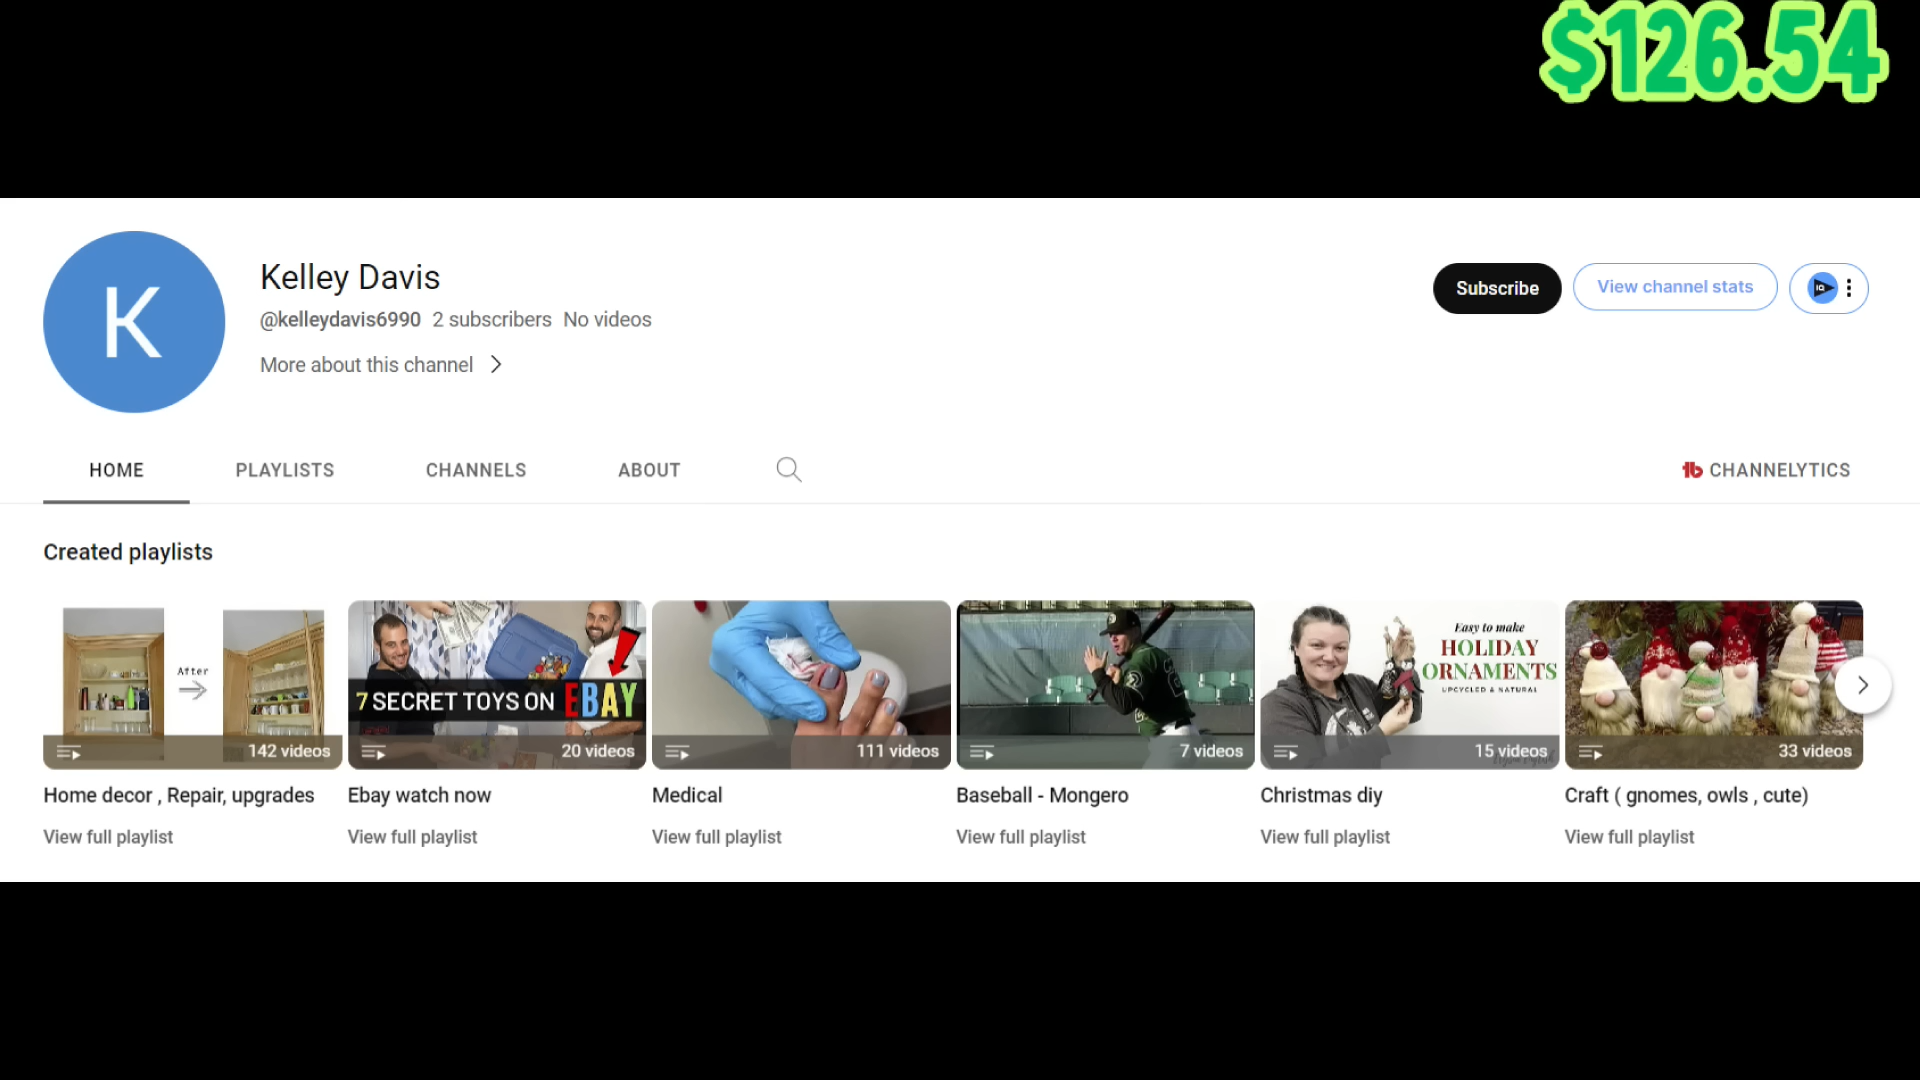 $126.54
K
Kelley Davis
@kelleydavis6990 2 subscribers No videos
More about this channel
Subscribe
View channel stats
IQ
HOME
PLAYLISTS
CHANNELS
ABOUT
CHANNELYTICS
Created playlists
After
142 videos
7 SECRET TOYS ON EBAY
20 videos
111 videos
7 videos
Easy to make
HOLIDAY
ORNAMENTS
UPCYCLED & NATURAL
15 videos
33 videos
Home decor , Repair, upgrades
Ebay watch now
Medical
Baseball - Mongero
Christmas diy
Craft ( gnomes, owls , cute)
View full playlist
View full playlist
View full playlist
View full playlist
View full playlist
View full playlist